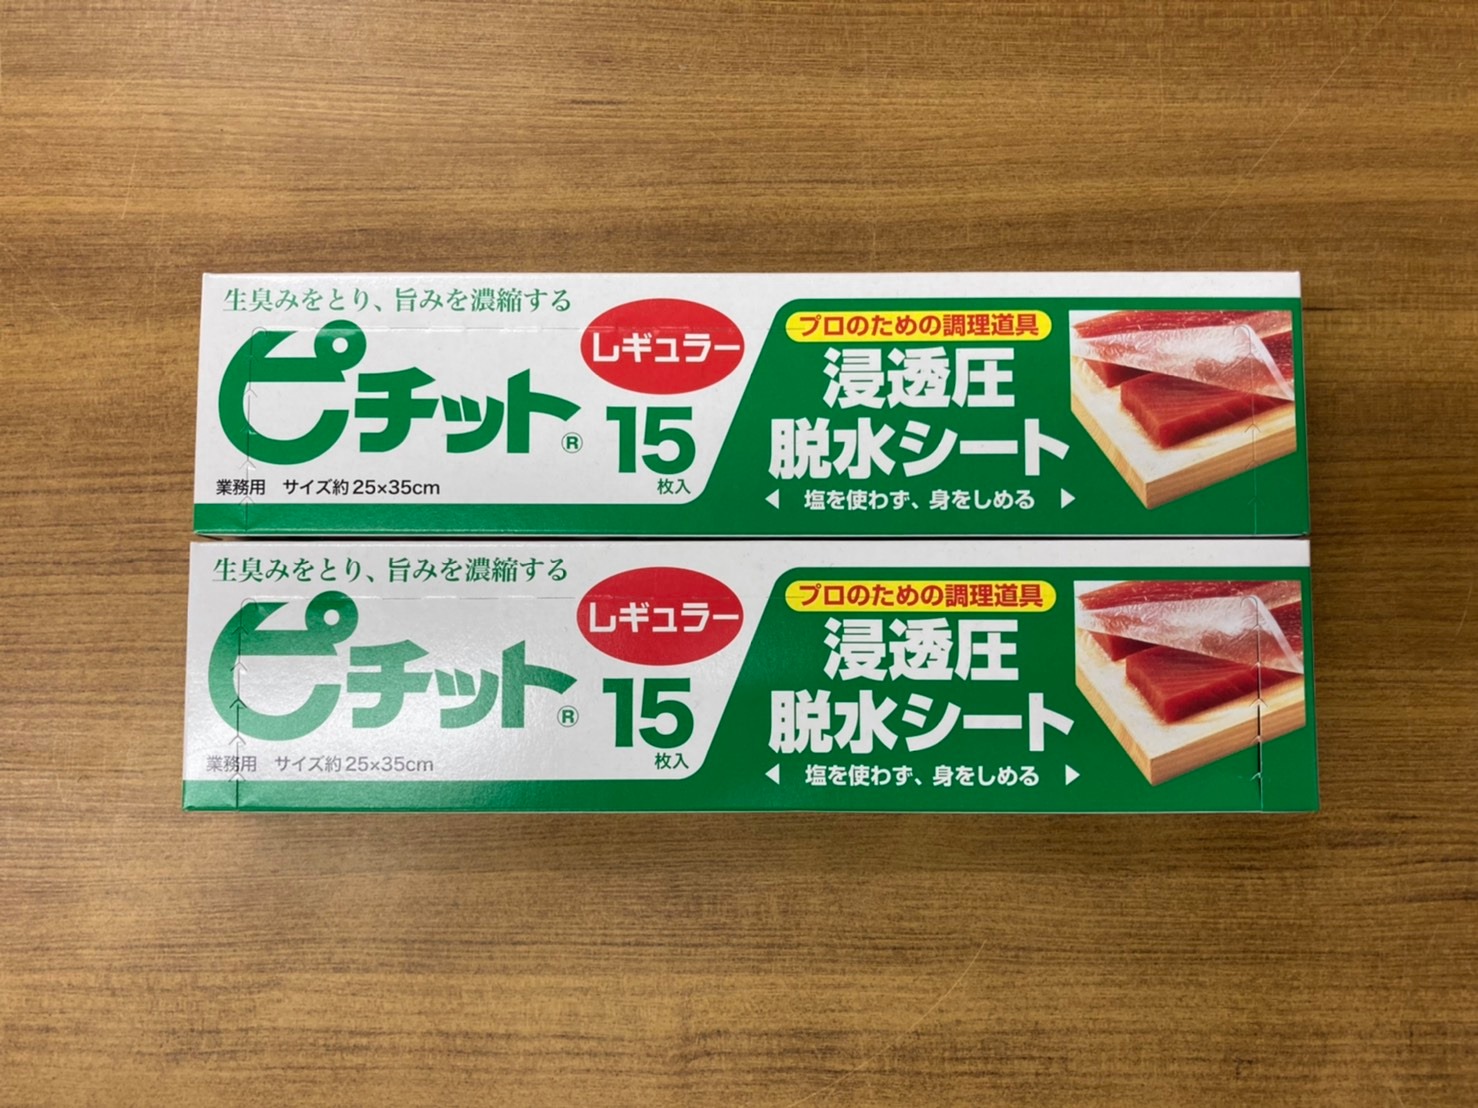 生臭みをとり、旨みを濃縮する
ピチット®
レギュラー
15
枚入
業務用 サイズ約25×35cm
プロのための調理道具
浸透圧
脱水シート
塩を使わず、身をしめる
生臭みをとり、旨みを濃縮する
ピチット®
レギュラー
15
枚入
業務用 サイズ約25×35cm
プロのための調理道具
浸透圧
脱水シート
塩を使わず、身をしめる